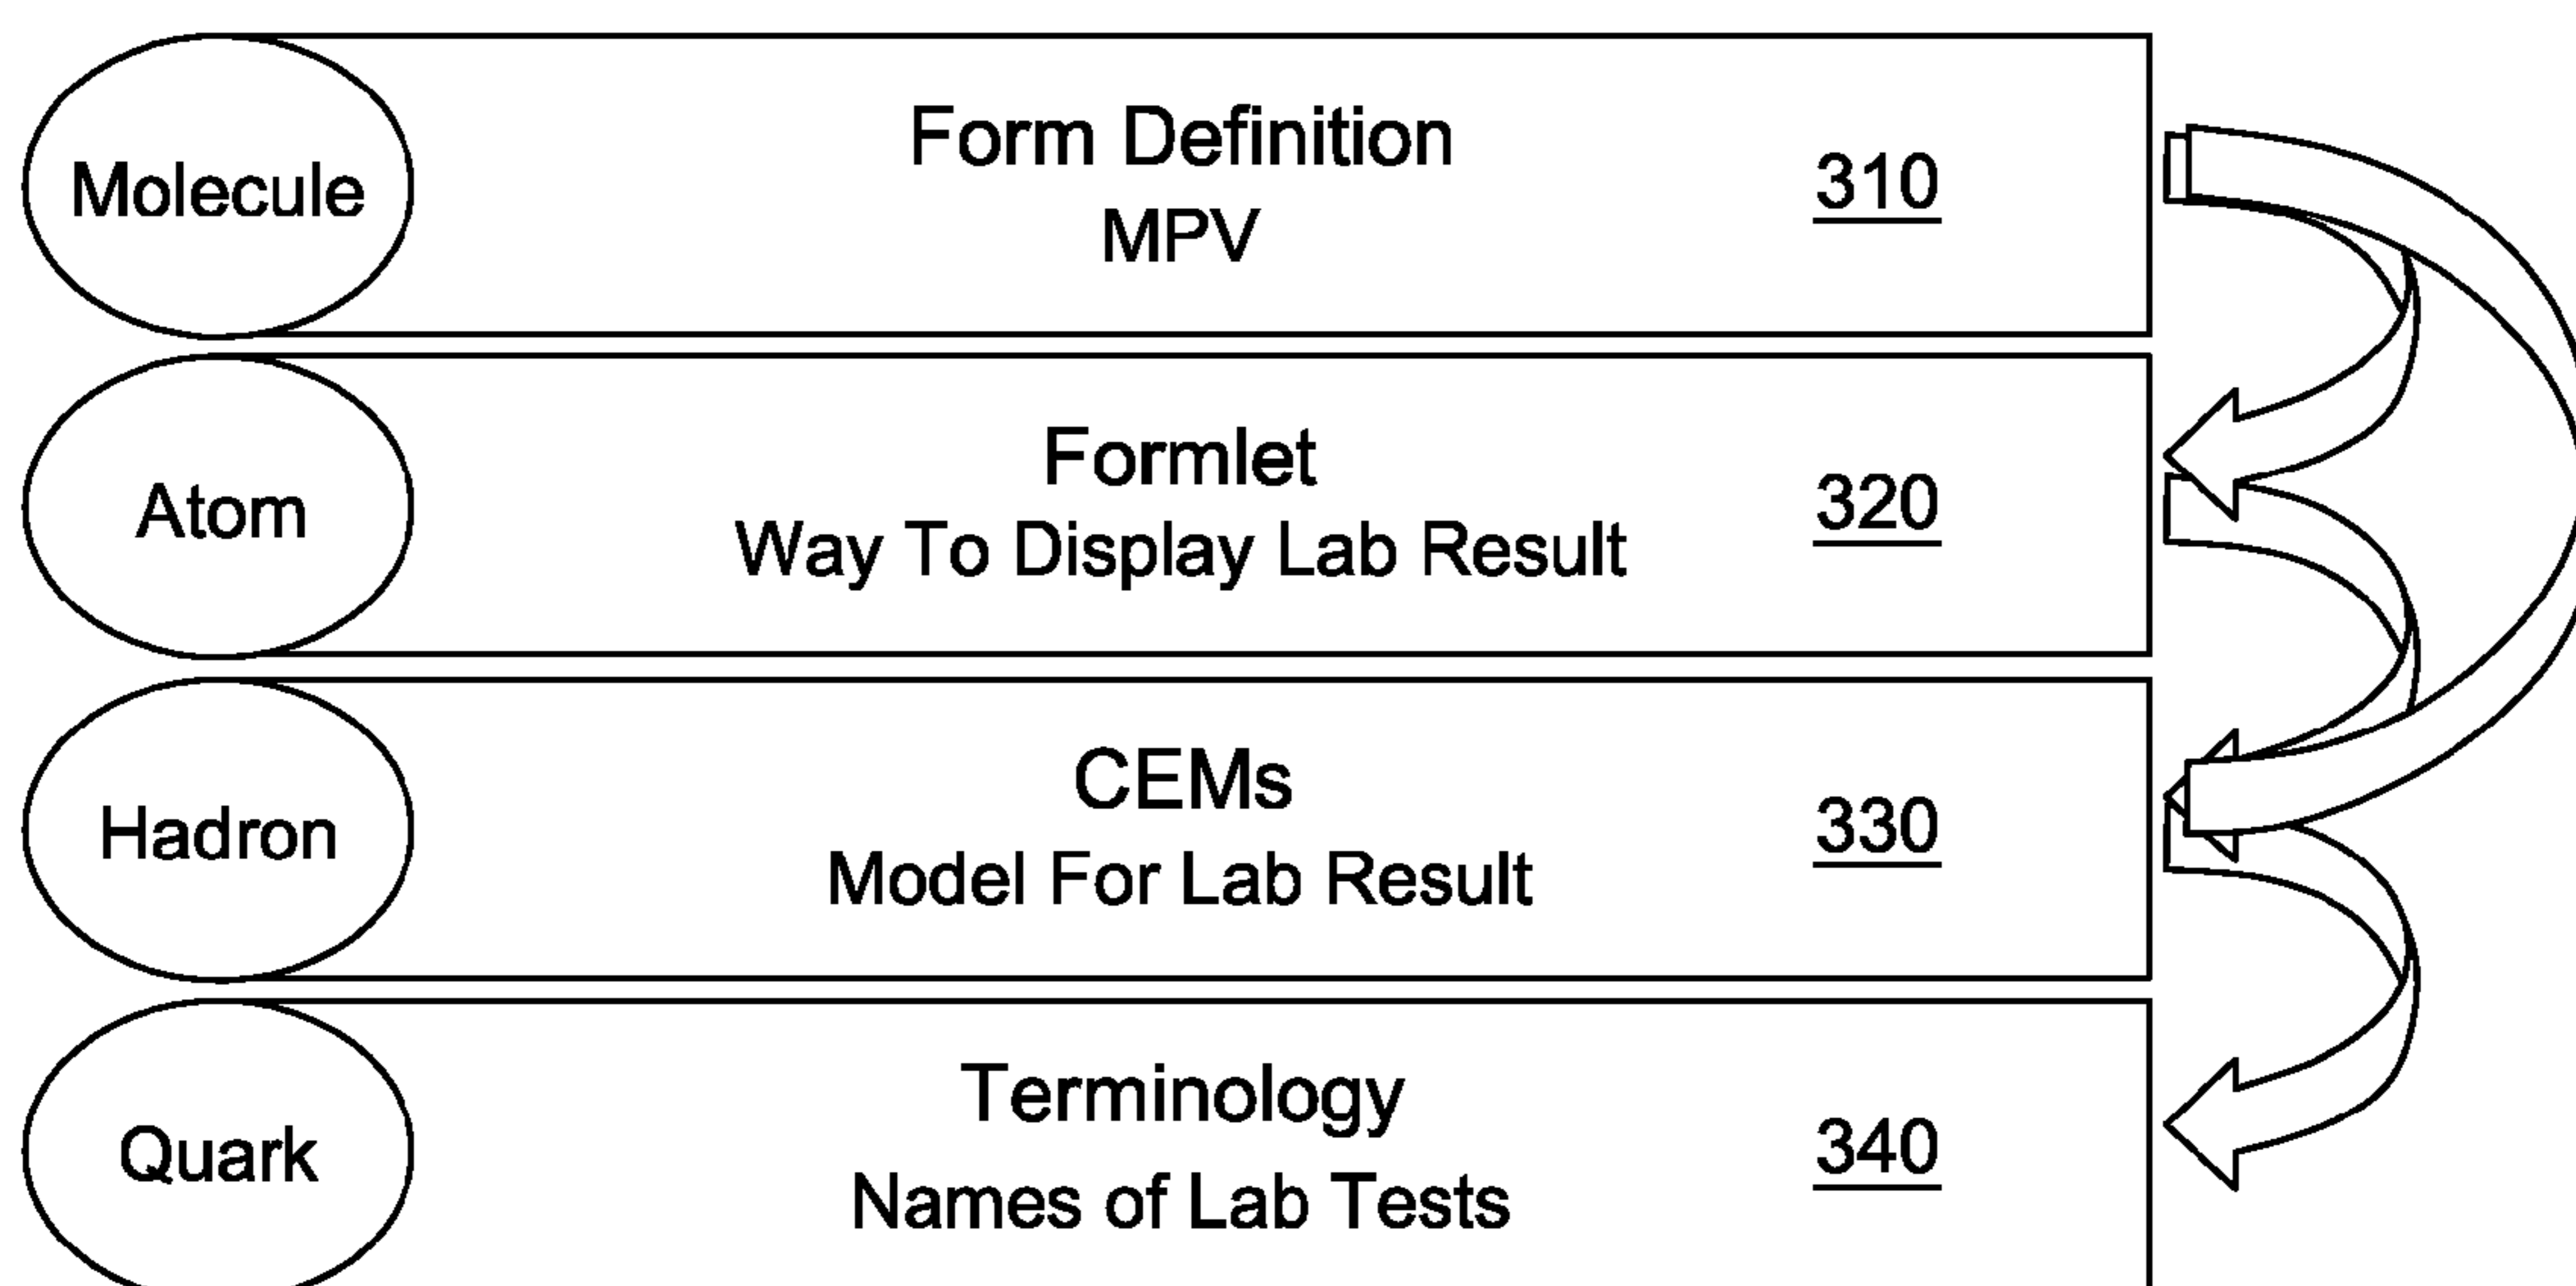 Molecule
Form Definition
MPV
310
Atom
Formlet
Way To Display Lab Result
320
Hadron
CEMs
Model For Lab Result
330
Quark
Terminology
Names of Lab Tests
340